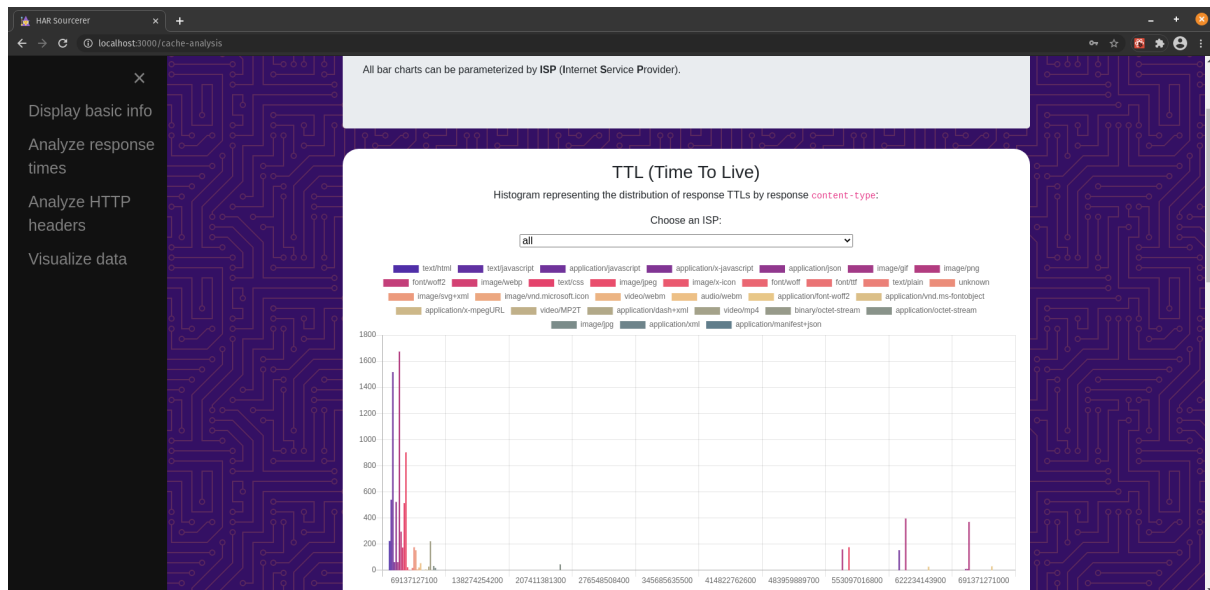 HAR Sourcerer
localhost:3000/cache-analysis
Display basic info
Analyze response
times
Analyze HTTP
headers
Visualize data
All bar charts can be parameterized by ISP (Internet Service Provider).
TTL (Time To Live)
Histogram representing the distribution of response TTLs by response content-type:
Choose an ISP:
all
text/html text/javascript application/javascript application/x-javascript application/json image/gif image/png
font/woff2 image/webp text/css image/jpeg image/x-icon font/woff font/ttf text/plain unknown
image/svg+xml image/vnd.microsoft.icon video/webm audio/webm application/font-woff2 application/vnd.ms-fontobject
application/x-mpegURL video/MP2T application/dash+xml video/mp4 binary/octet-stream application/octet-stream
image/jpg application/xml application/manifest+json
1800
1600
1400
1200
1000
800
600
400
200
0
69137127100 138274254200 207411381300 276548508400 345685635500 414822762600 483959889700 553097016800 622234143900 691371271000